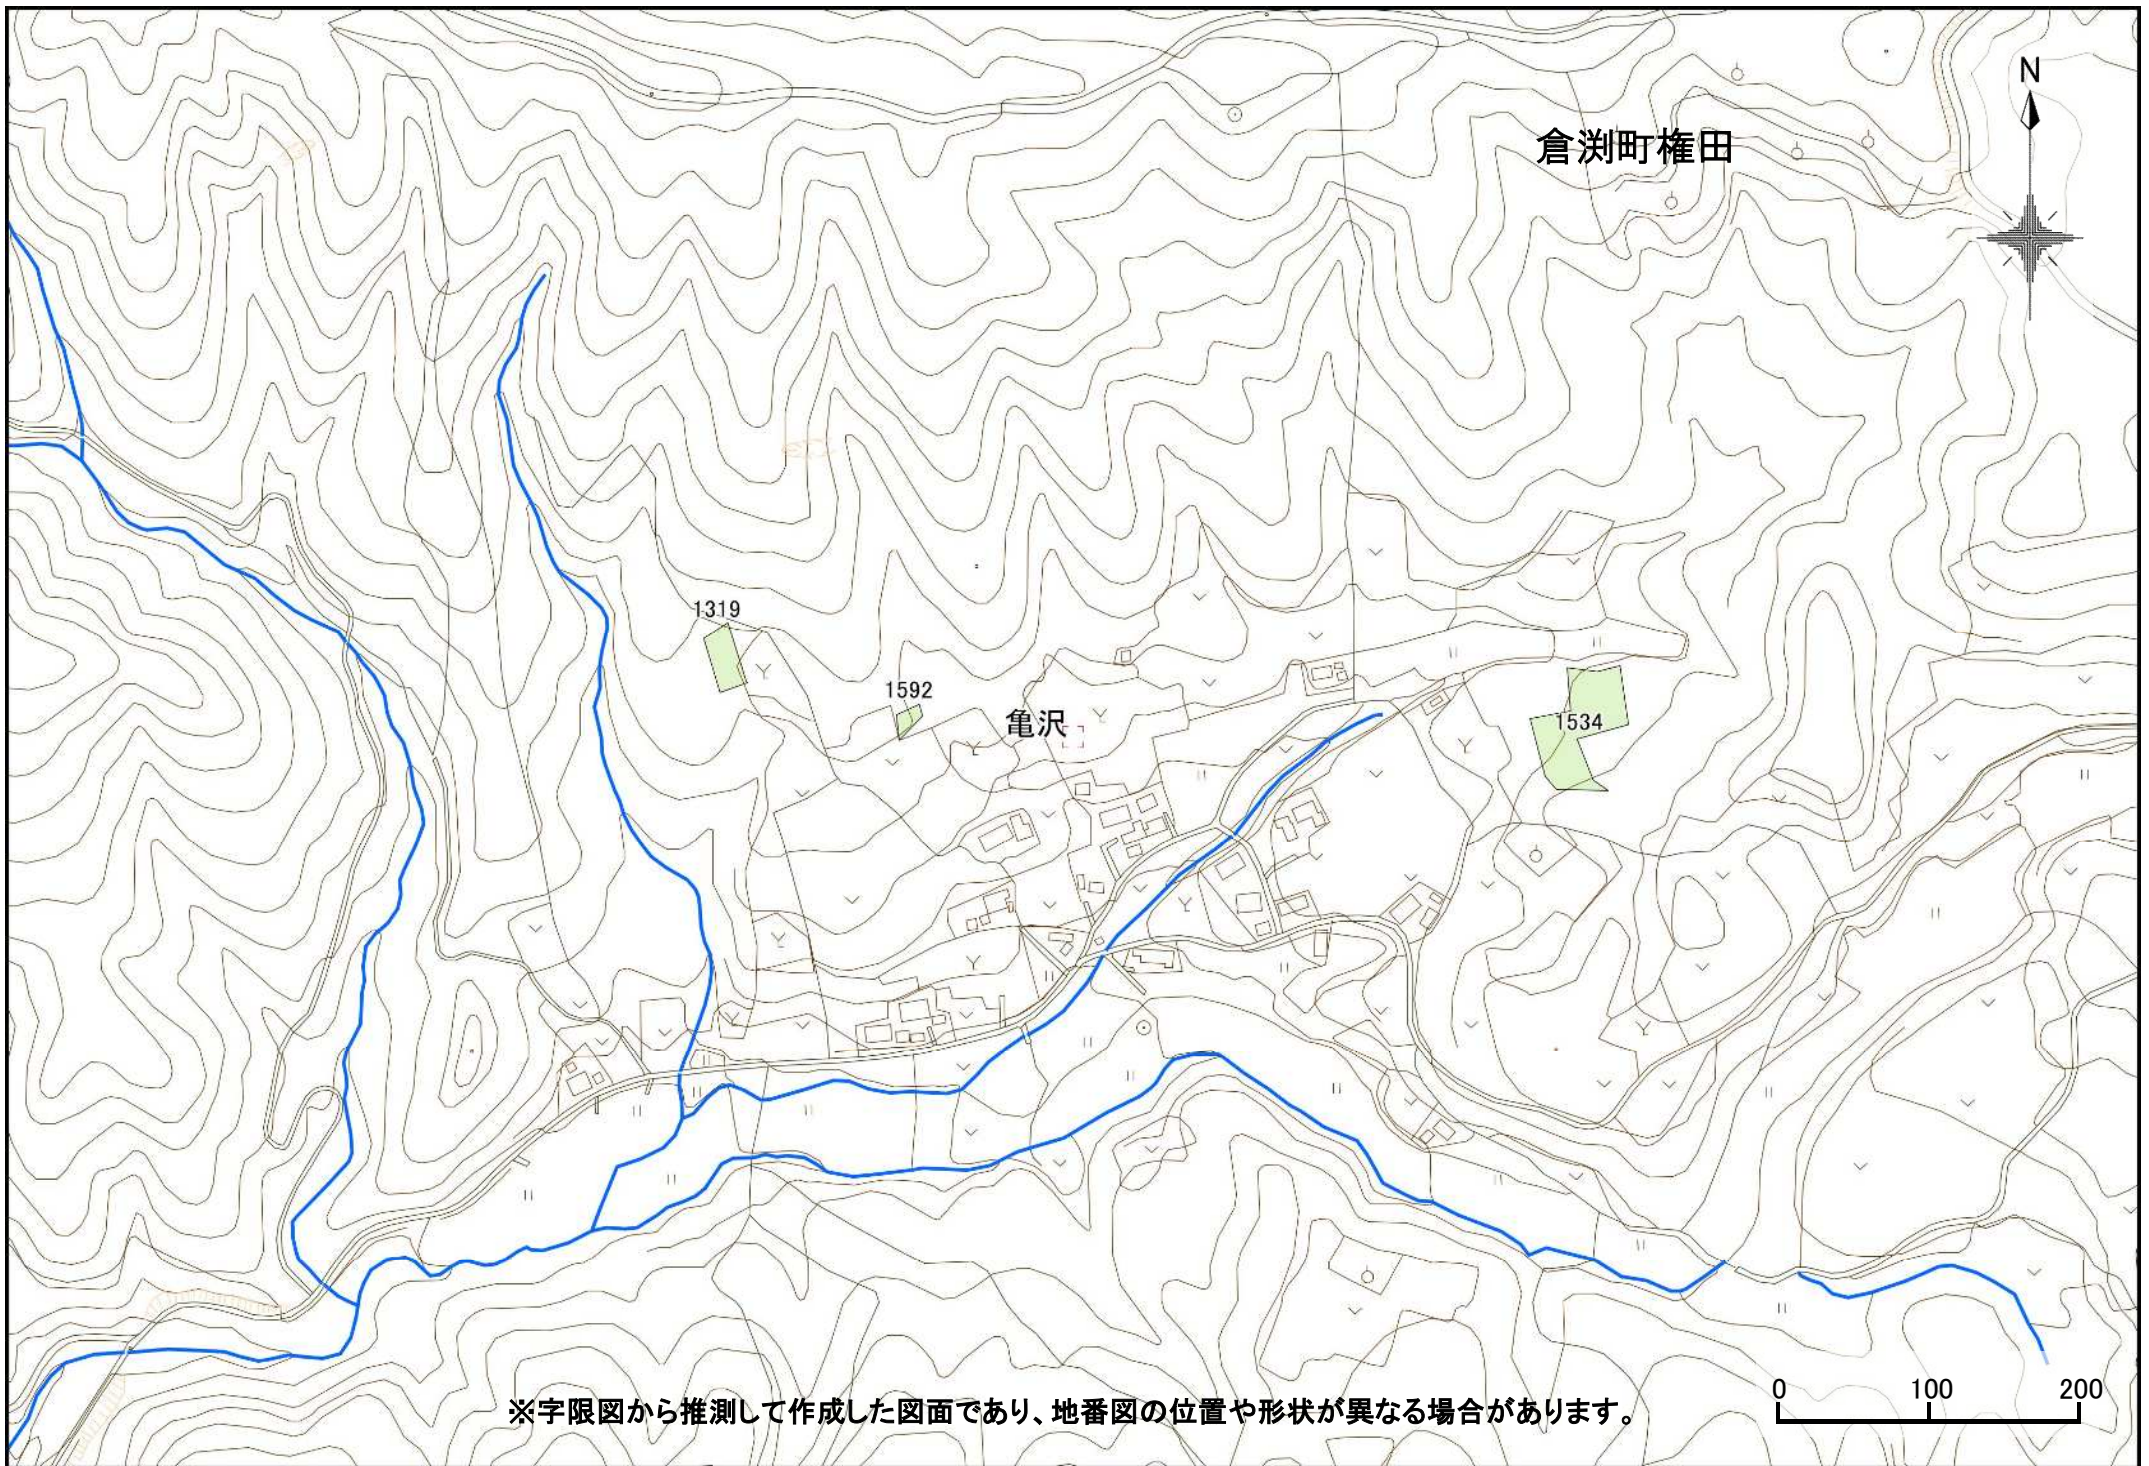 N
倉渕町権田
1319
1592
亀沢
1534
0 100 200
※字限図から推測して作成した図面であり、地番図の位置や形状が異なる場合があります。